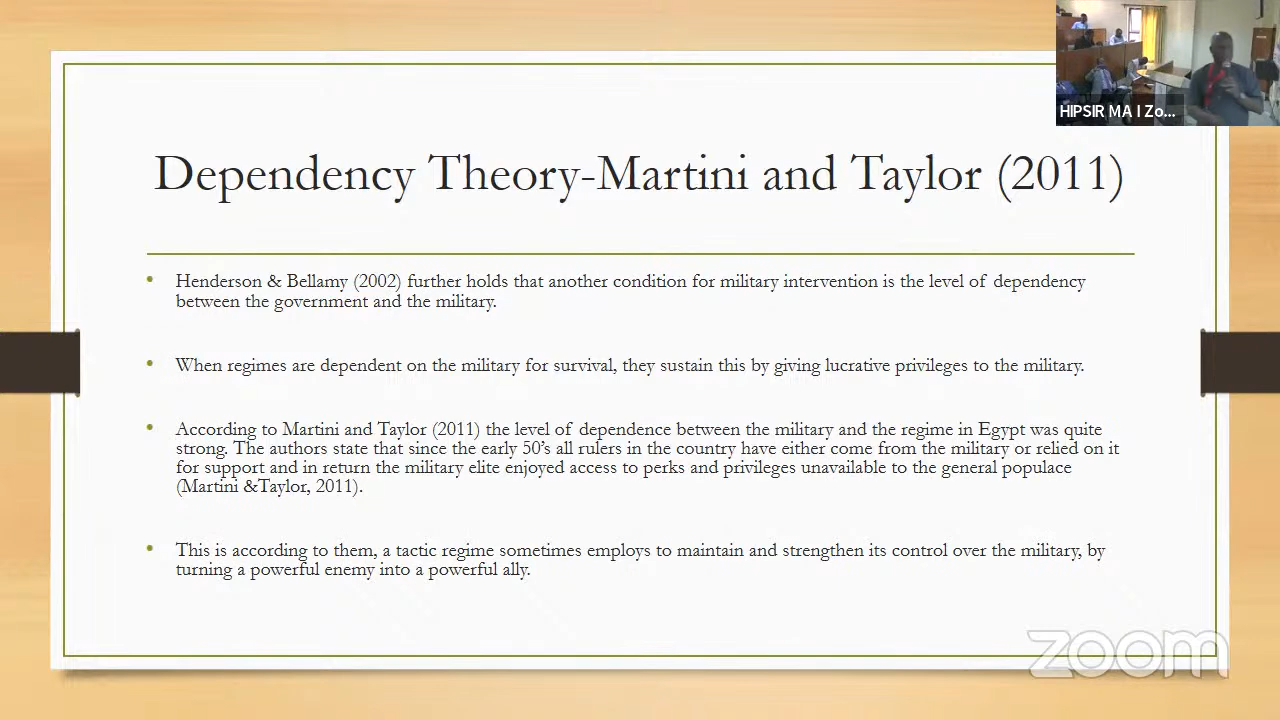 HIPSIR MA I Zo...
Dependency Theory-Martini and Taylor (2011)
• Henderson & Bellamy (2002) further holds that another condition for military intervention is the level of dependency
between the government and the military.
• When regimes are dependent on the military for survival, they sustain this by giving lucrative privileges to the military.
• According to Martini and Taylor (2011) the level of dependence between the military and the regime in Egypt was quite
strong. The authors state that since the early 50's all rulers in the country have either come from the military or relied on it
for support and in return the military elite enjoyed access to perks and privileges unavailable to the general populace
(Martini &Taylor, 2011).
• This is according to them, a tactic regime sometimes employs to maintain and strengthen its control over the military, by
turning a powerful enemy into a powerful ally.
zoom